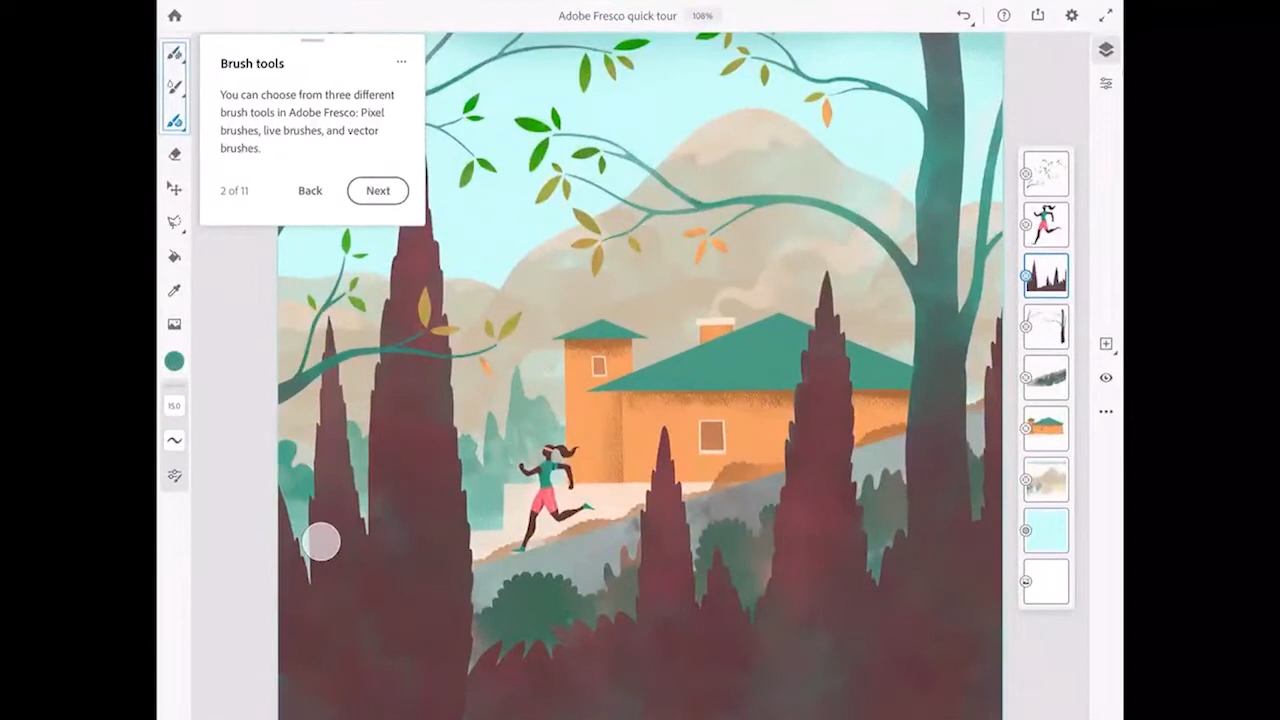 Adobe Fresco quick tour 108%
Brush tools
You can choose from three different
brush tools in Adobe Fresco: Pixel
brushes, live brushes, and vector
brushes.
2 of 11 Back Next
15.0